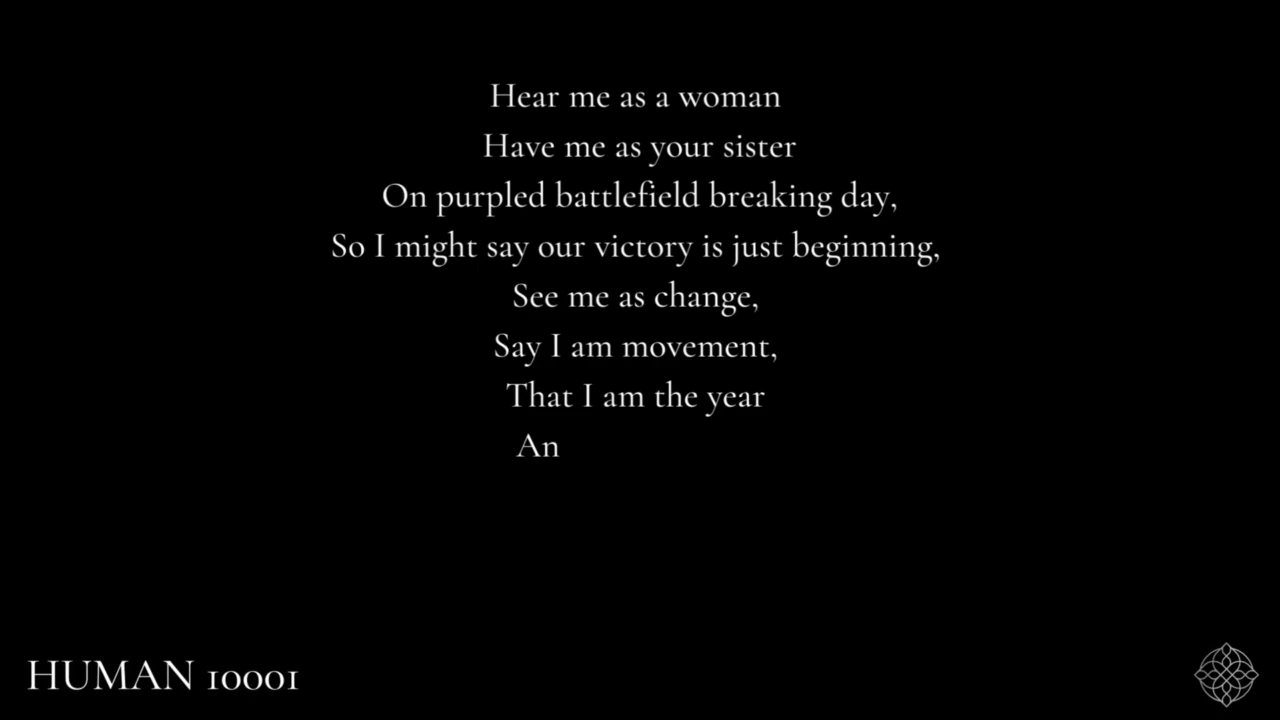 Hear me as a woman
Have me as your sister
On purpled battlefield breaking day,
So I might say our victory is just beginning,
See me as change,
Say I am movement,
That I am the year
An
HUMAN 10001